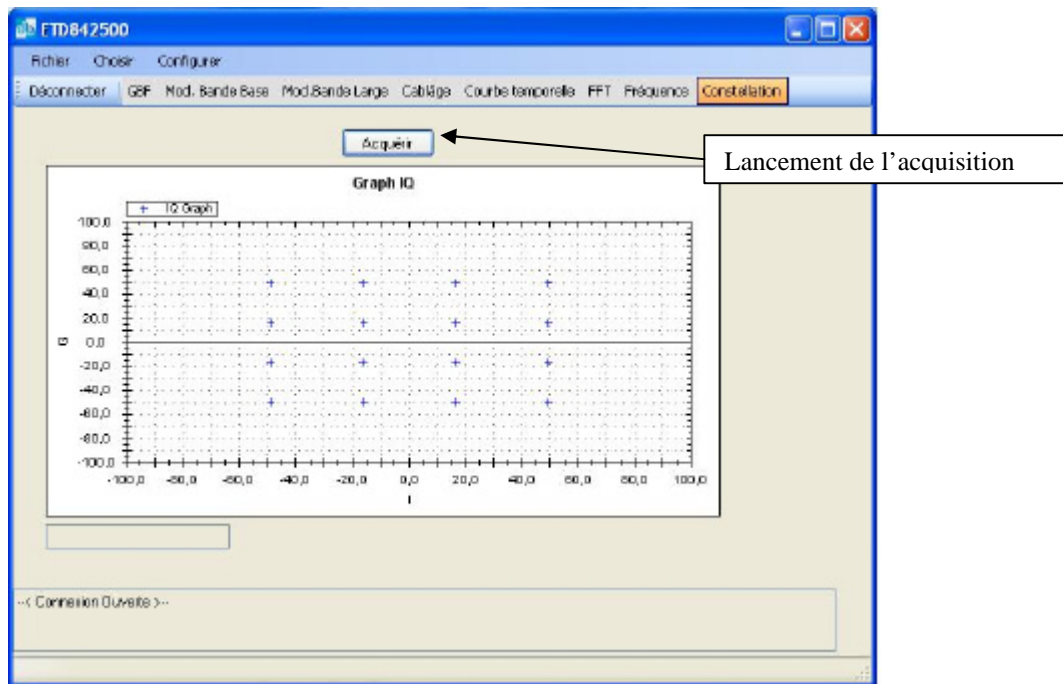 ETD842500
Fichier Choisir Configurer
Déconnecter GBF Mod. Bande Base Mod.Bande Large Cablâge Courbe temporelle FFT Fréquence Constellation
Acquérir
Lancement de l'acquisition
Graph IQ
IQ Graph
100,0
80,0
60,0
40,0
20,0
0,0
-20,0
-40,0
-60,0
-80,0
-100,0
Q
-100,0 -80,0 -60,0 -40,0 -20,0 0,0 20,0 40,0 60,0 80,0 100,0
I
--< Connexion Ouverte >--